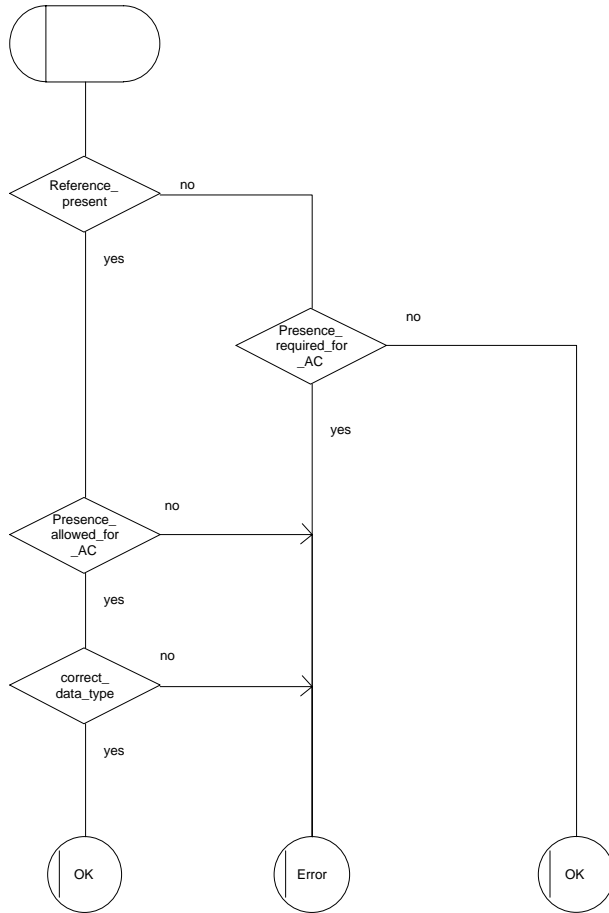 Reference_
present
no
yes
Presence_
required_for
_AC
no
yes
Presence_
allowed_for
_AC
no
yes
correct_
data_type
no
yes
OK
Error
OK